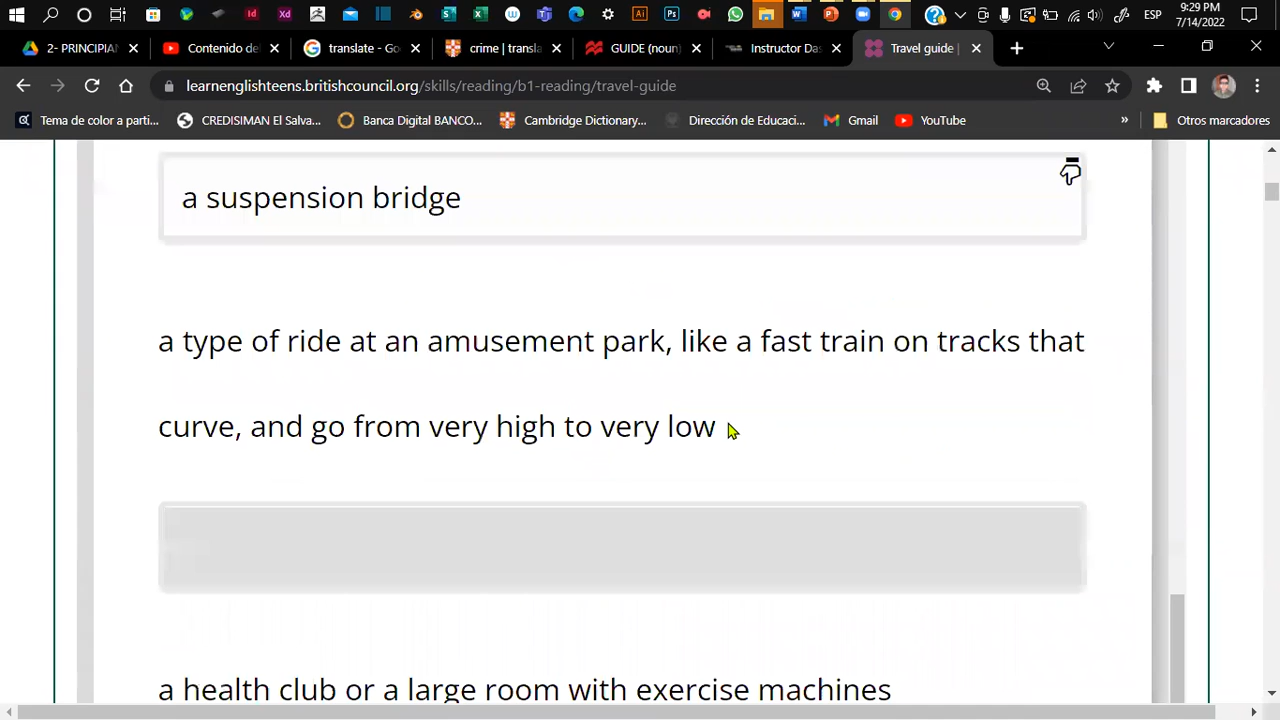 ESP
9:29 PM
7/14/2022
2- PRINCIPIAN
Contenido de
translate - Go
crime | transla
GUIDE (noun)
Instructor Das
Travel guide |
learnenglishteens.britishcouncil.org/skills/reading/b1-reading/travel-guide
Tema de color a parti...
CREDISIMAN El Salva...
Banca Digital BANCO...
Cambridge Dictionary...
Dirección de Educaci...
Gmail
YouTube
»
Otros marcadores
a suspension bridge
a type of ride at an amusement park, like a fast train on tracks that
curve, and go from very high to very low
a health club or a large room with exercise machines